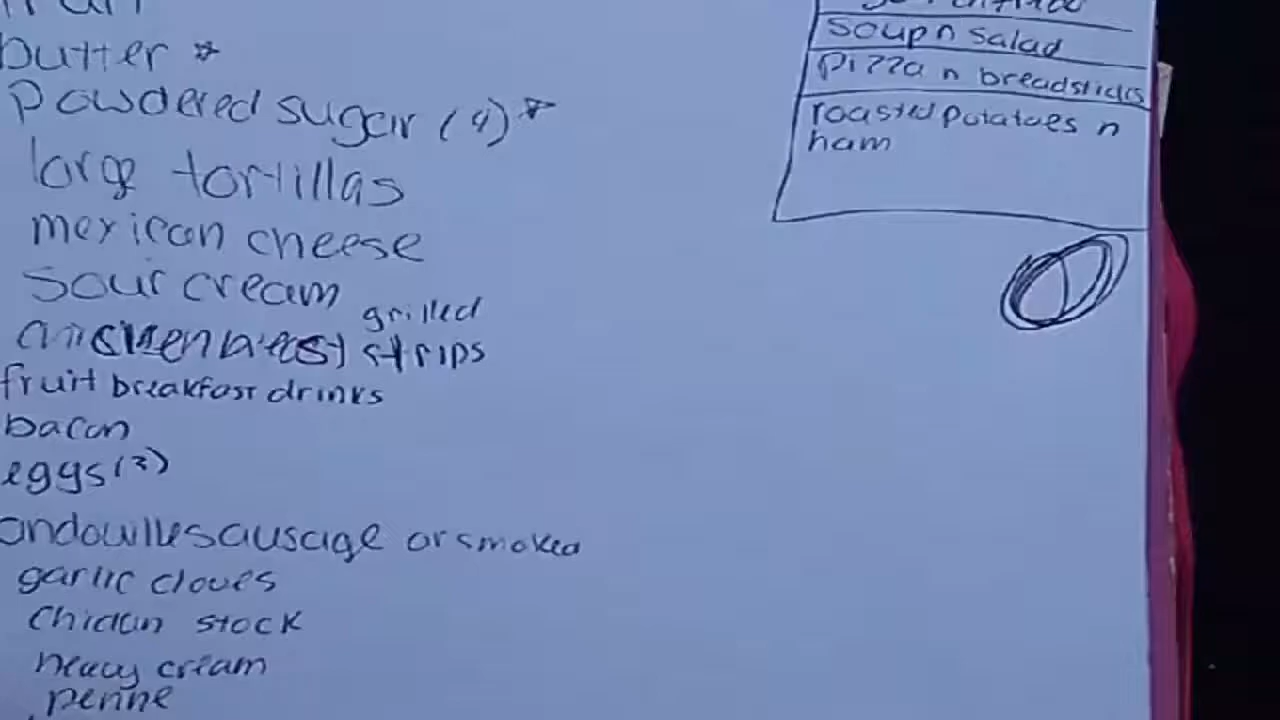 butter *
powdered sugar (4) *
large tortillas
mexican cheese
sour cream
grilled
chicken breast strips
fruit breakfast drinks
bacon
eggs (3)
andouille sausage or smoked
garlic cloves
chicken stock
heavy cream
penne
soup n salad
pizza n breadsticks
roasted potatoes n
ham